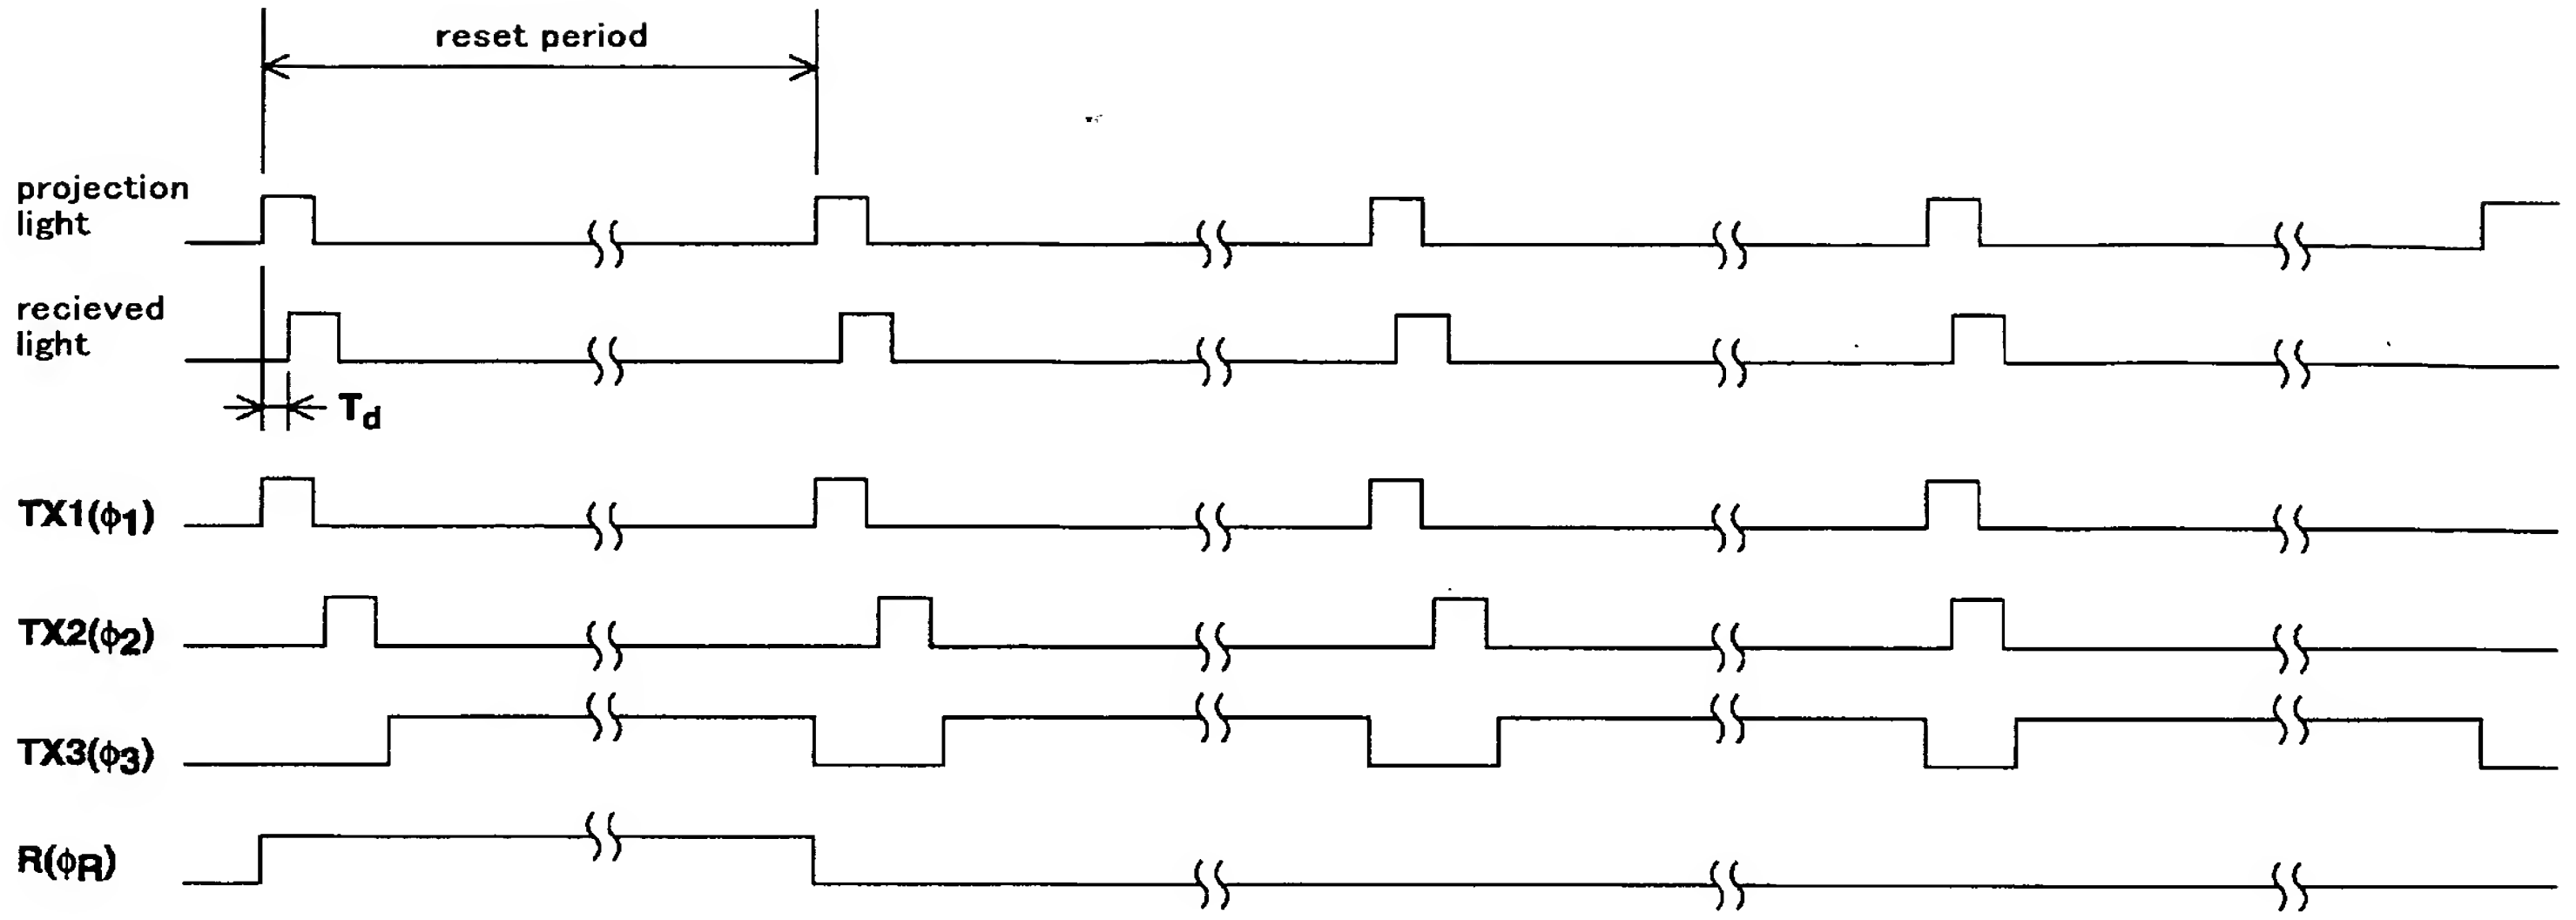 reset period
projection
light
recieved
light
Td
TX1(ϕ1)
TX2(ϕ2)
TX3(ϕ3)
R(ϕR)